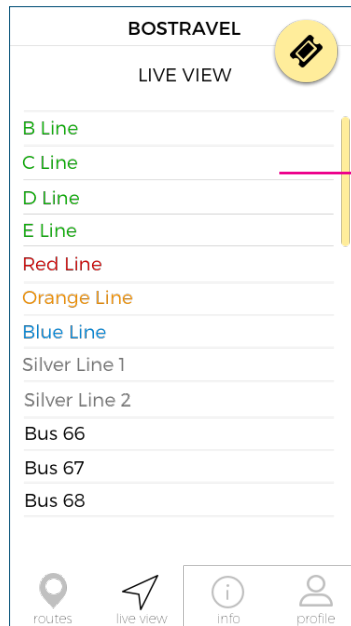 BOSTRAVEL
LIVE VIEW
B Line
C Line
D Line
E Line
Red Line
Orange Line
Blue Line
Silver Line 1
Silver Line 2
Bus 66
Bus 67
Bus 68
routes live view info profile